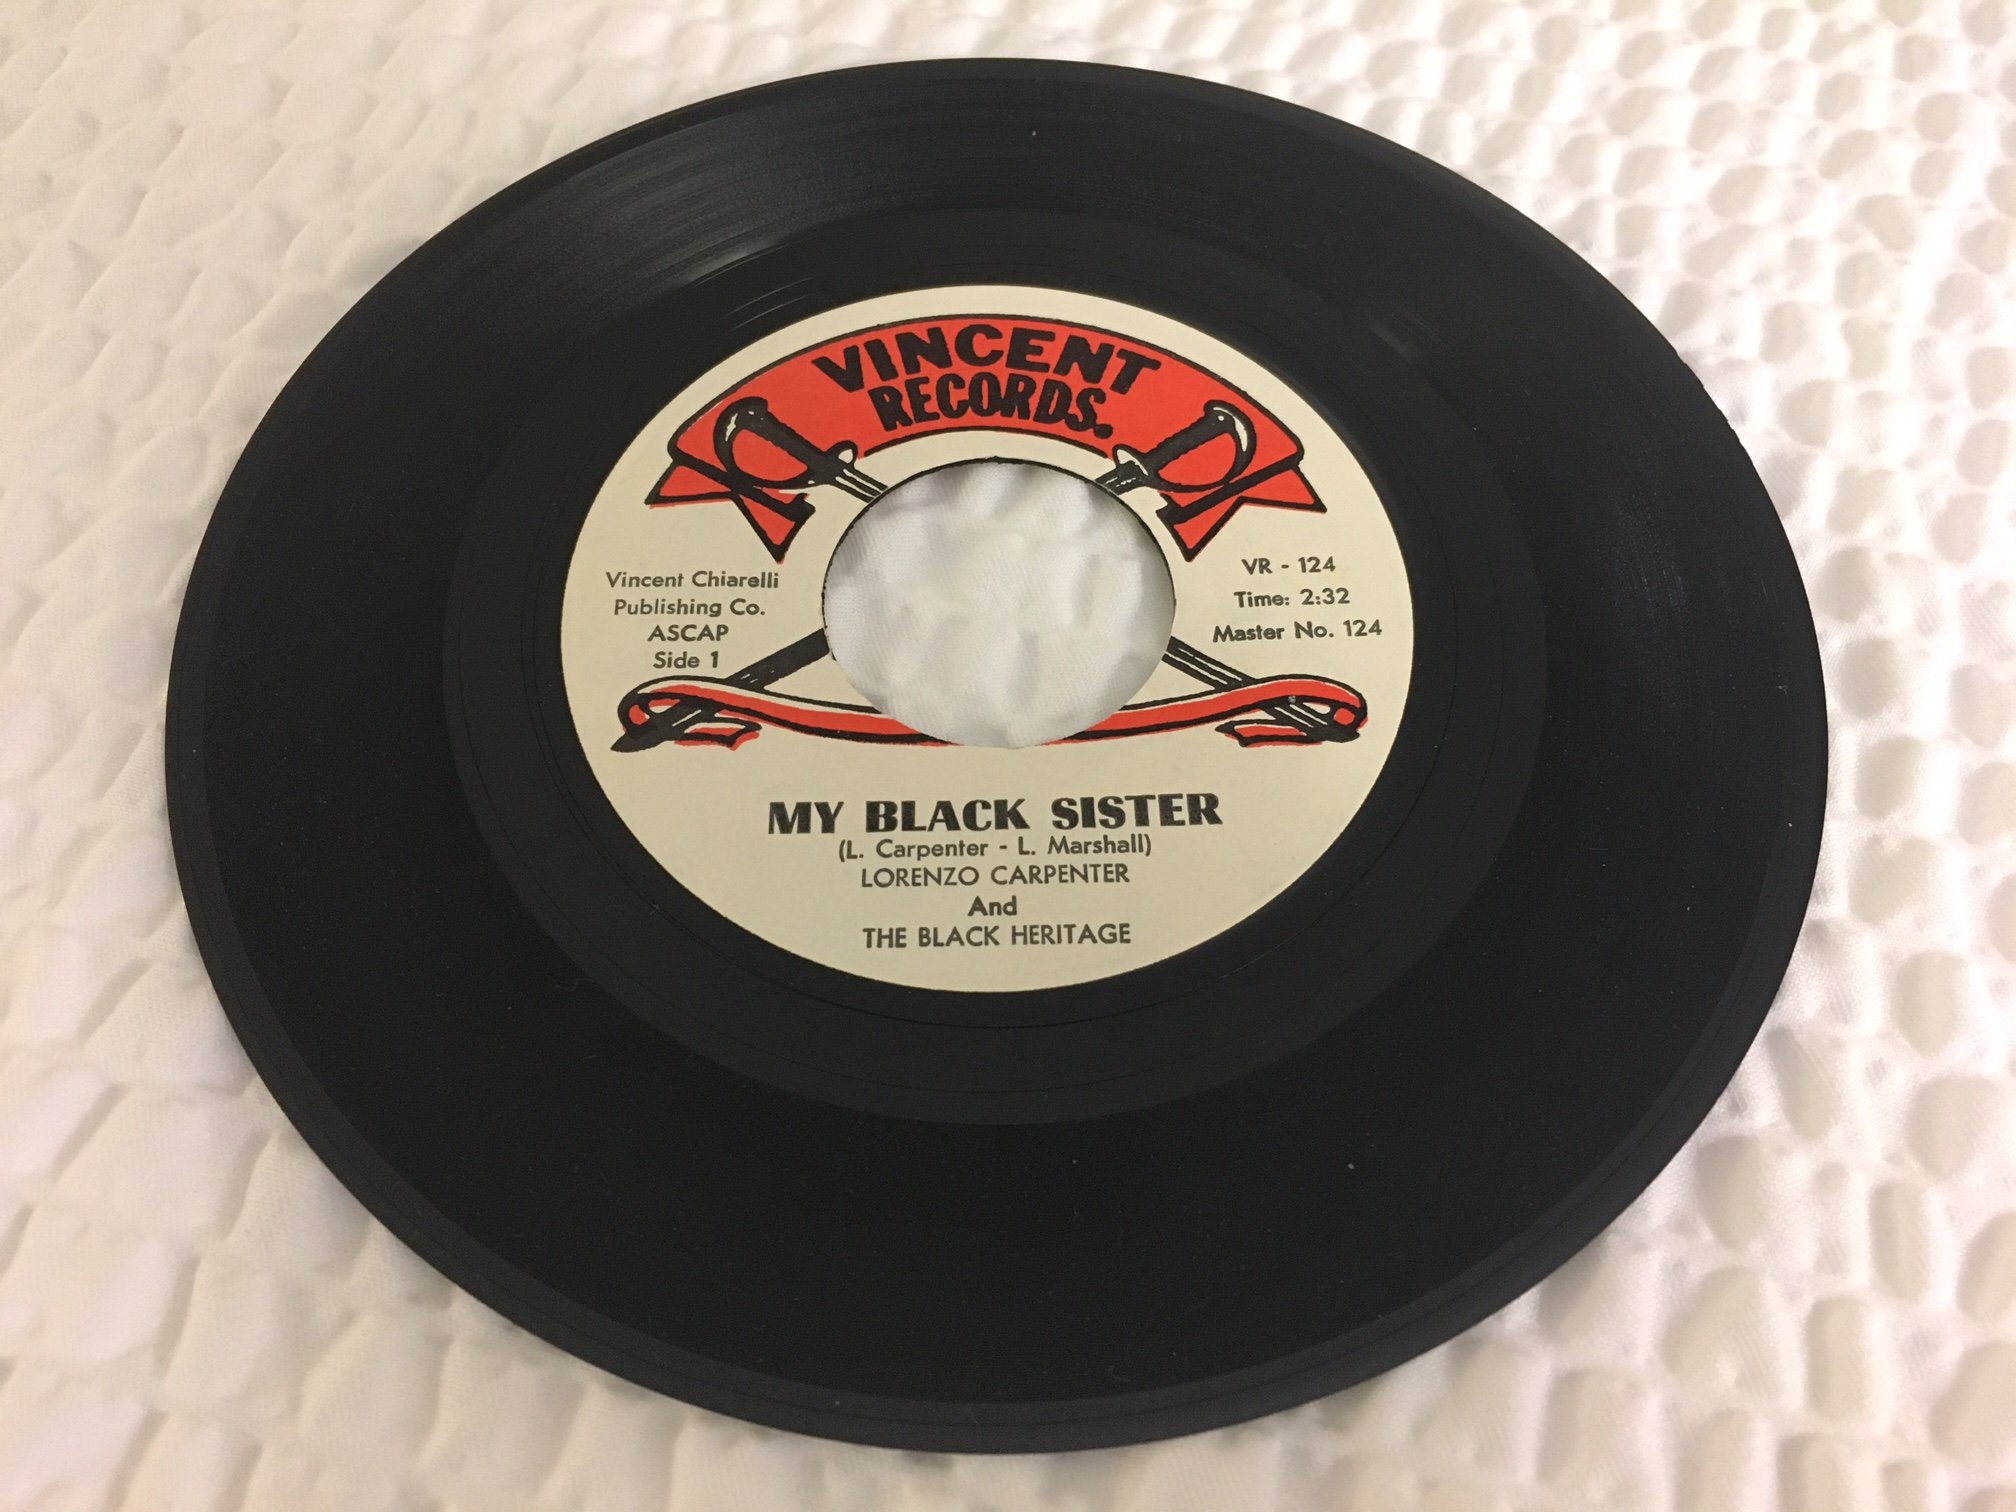 VINCENT
RECORDS.
Vincent Chiarelli
Publishing Co.
ASCAP
Side 1
VR - 124
Time: 2:32
Master No. 124
MY BLACK SISTER
(L. Carpenter - L. Marshall)
LORENZO CARPENTER
And
THE BLACK HERITAGE